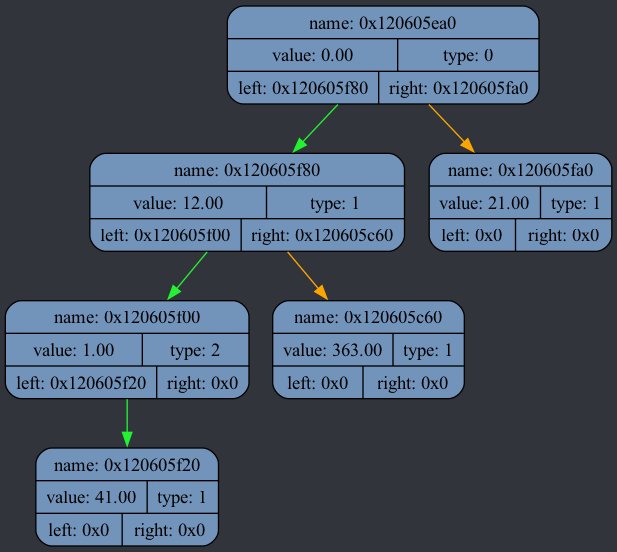 name: 0x120605ea0
value: 0.00 type: 0
left: 0x120605f80 right: 0x120605fa0
name: 0x120605f80
value: 12.00 type: 1
left: 0x120605f00 right: 0x120605c60
name: 0x120605fa0
value: 21.00 type: 1
left: 0x0 right: 0x0
name: 0x120605f00
value: 1.00 type: 2
left: 0x120605f20 right: 0x0
name: 0x120605c60
value: 363.00 type: 1
left: 0x0 right: 0x0
name: 0x120605f20
value: 41.00 type: 1
left: 0x0 right: 0x0